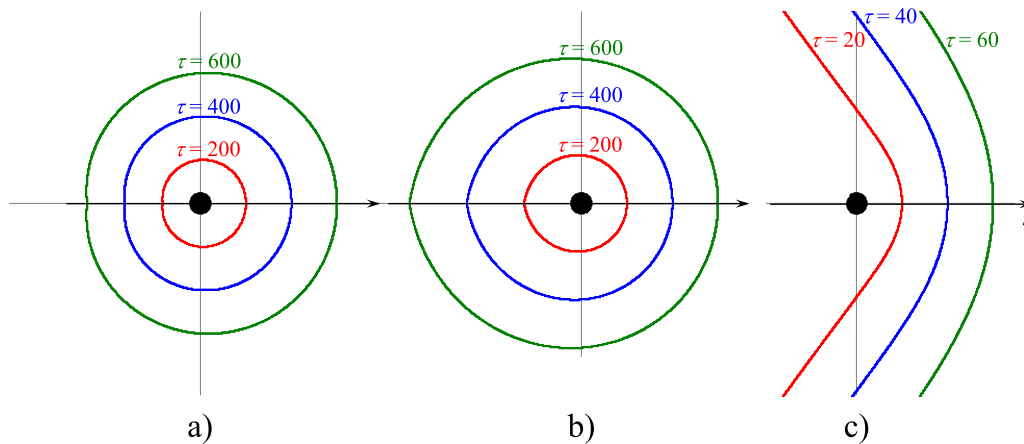 τ = 600
τ = 400
τ = 200
a)
τ = 600
τ = 400
τ = 200
b)
τ = 20
τ = 40
τ = 60
c)